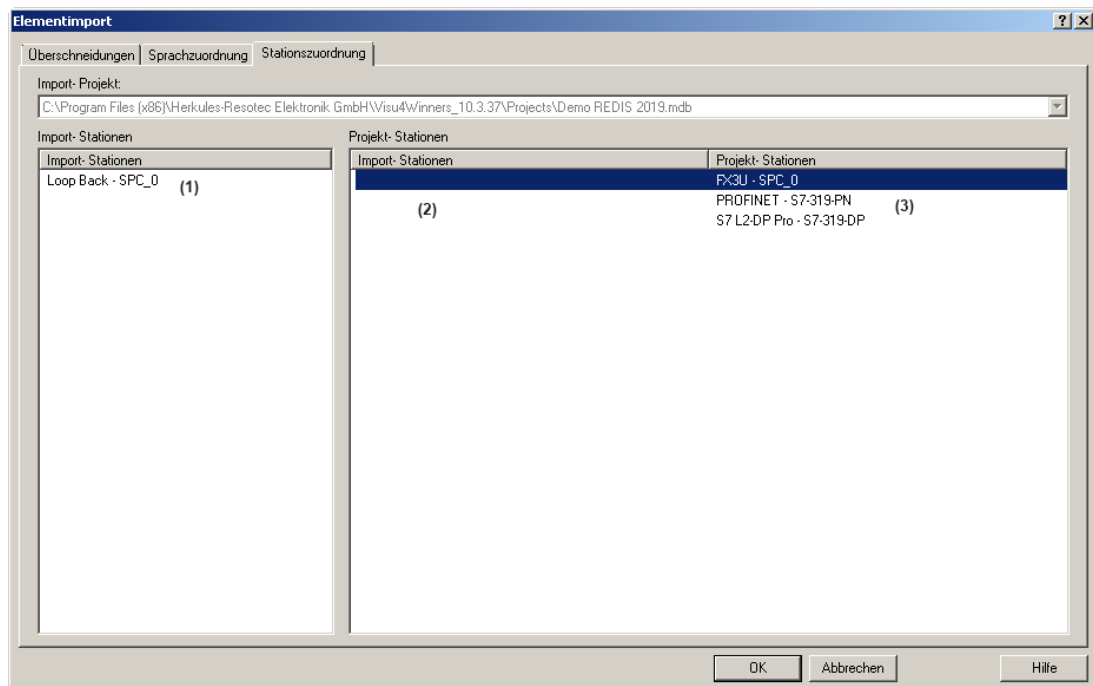 Elementimport
Überschneidungen Sprachzuordnung Stationszuordnung
Import- Projekt:
C:\Program Files (x86)\Herkules-Resotec Elektronik GmbH\Visu4Winners_10.3.37\Projects\Demo REDIS 2019.mdb
Import- Stationen Projekt- Stationen
Import- Stationen Import- Stationen Projekt- Stationen
Loop Back - SPC_0 (1) FX3U - SPC_0
(2) PROFINET - S7-319-PN (3)
S7 L2-DP Pro - S7-319-DP
OK Abbrechen Hilfe